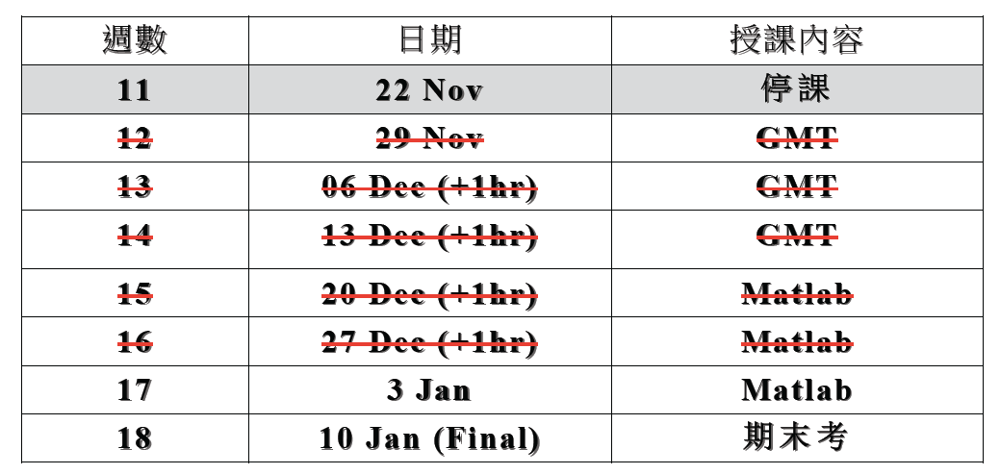 週數 日期 授課內容
11 22 Nov 停課
12 29 Nov GMT
13 06 Dec (+1hr) GMT
14 13 Dec (+1hr) GMT
15 20 Dec (+1hr) Matlab
16 27 Dec (+1hr) Matlab
17 3 Jan Matlab
18 10 Jan (Final) 期末考